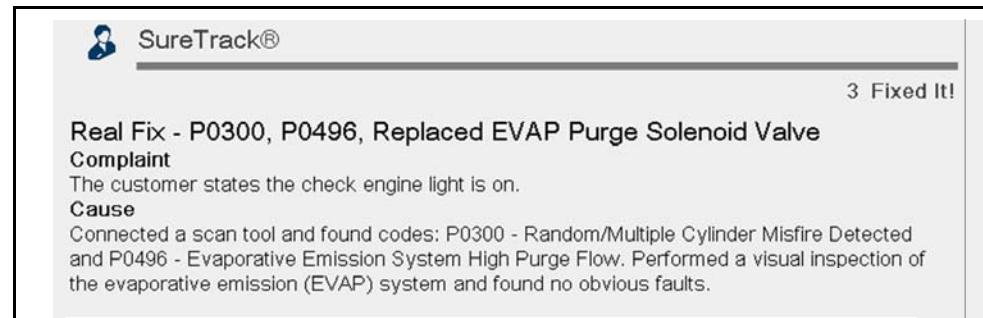 SureTrack®
3 Fixed It!
Real Fix - P0300, P0496, Replaced EVAP Purge Solenoid Valve
Complaint
The customer states the check engine light is on.
Cause
Connected a scan tool and found codes: P0300 - Random/Multiple Cylinder Misfire Detected
and P0496 - Evaporative Emission System High Purge Flow. Performed a visual inspection of
the evaporative emission (EVAP) system and found no obvious faults.